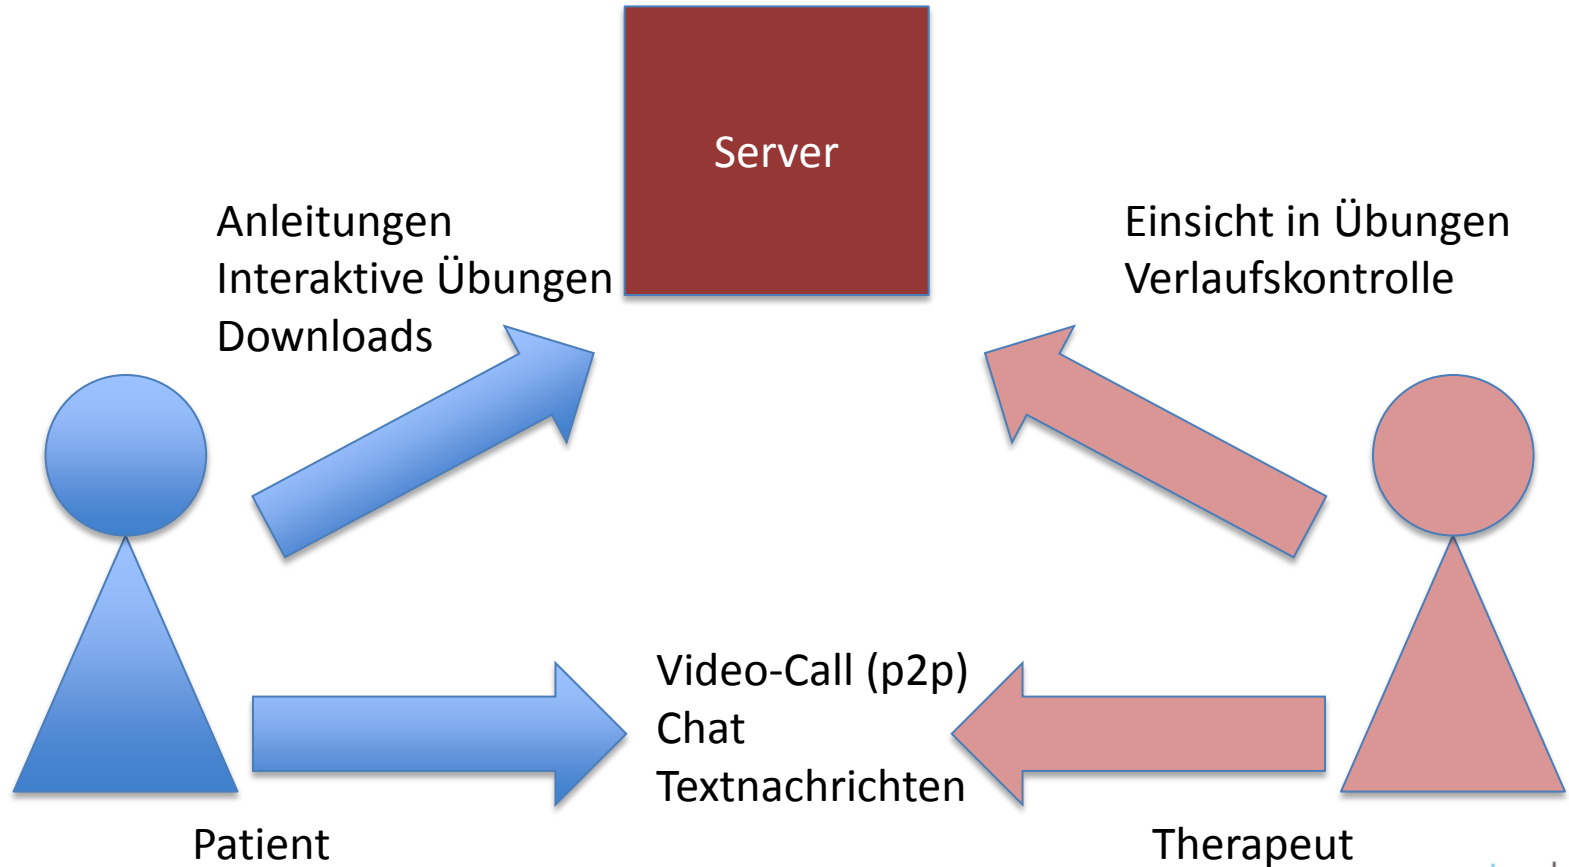 Server
Anleitungen
Interaktive Übungen
Downloads
Einsicht in Übungen
Verlaufskontrolle
Video-Call (p2p)
Chat
Textnachrichten
Patient
Therapeut